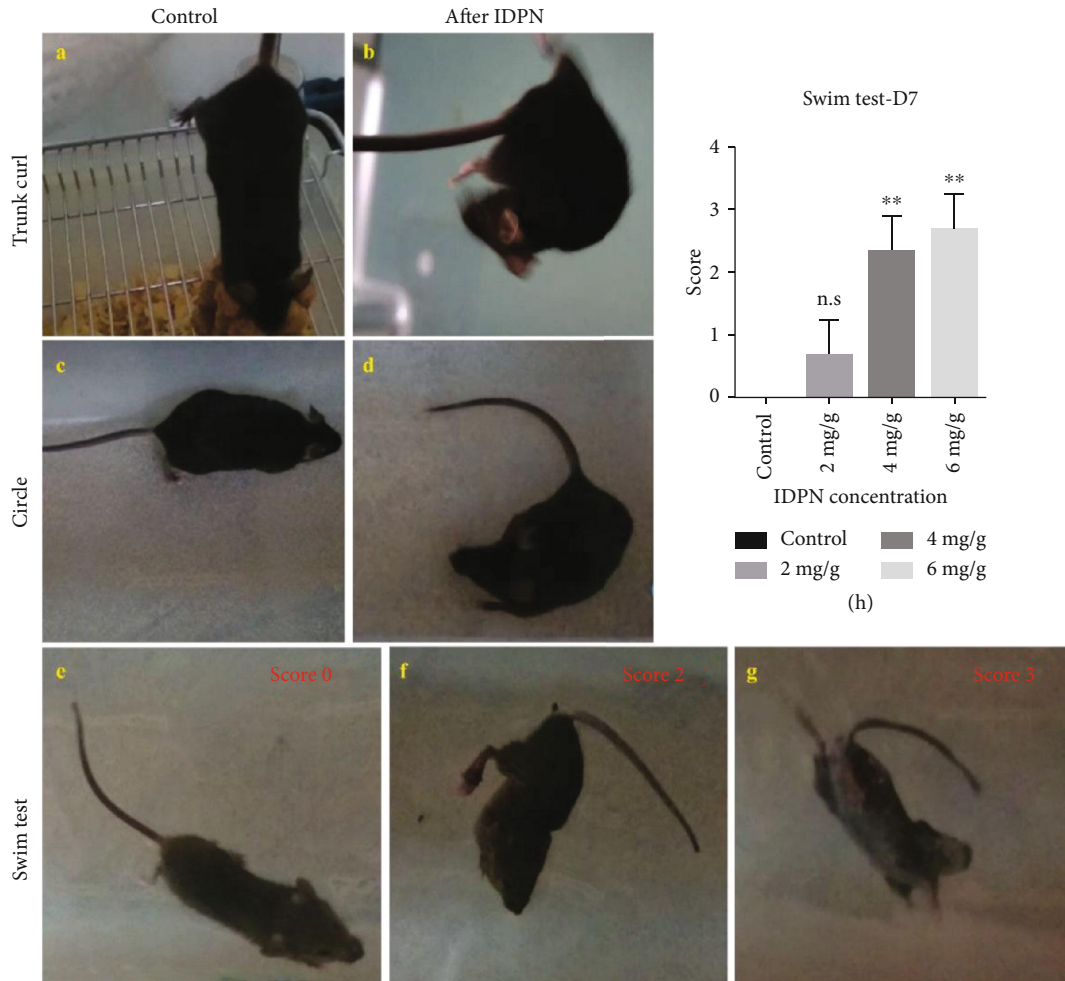 Control
After IDPN
Trunk curl
a
b
Circle
c
d
Swim test
e
Score 0
f
Score 2
g
Score 3
Swim test-D7
Score
4
3
2
1
0
n.s
**
**
Control
2 mg/g
4 mg/g
6 mg/g
IDPN concentration
Control
4 mg/g
2 mg/g
6 mg/g
(h)